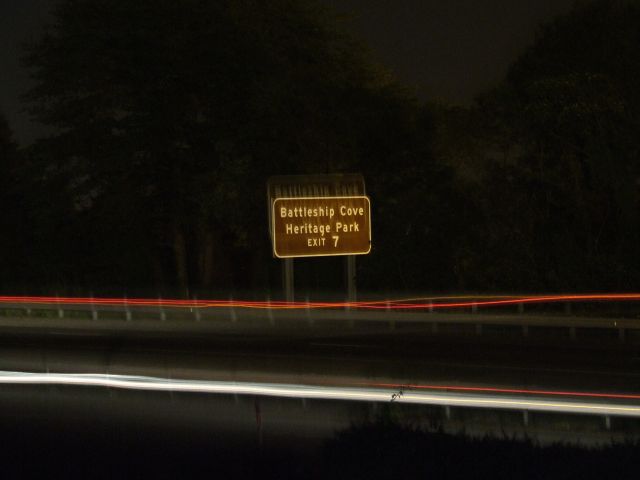 Battleship Cove
Heritage Park
EXIT 7